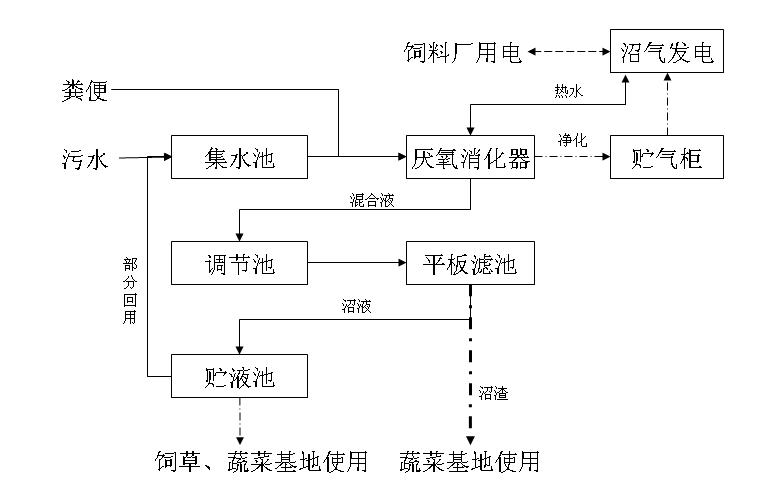 饲料厂用电
沼气发电
粪便
热水
污水
集水池
厌氧消化器
净化
贮气柜
混合液
部分回用
调节池
平板滤池
沼液
贮液池
沼渣
饲草、蔬菜基地使用
蔬菜基地使用